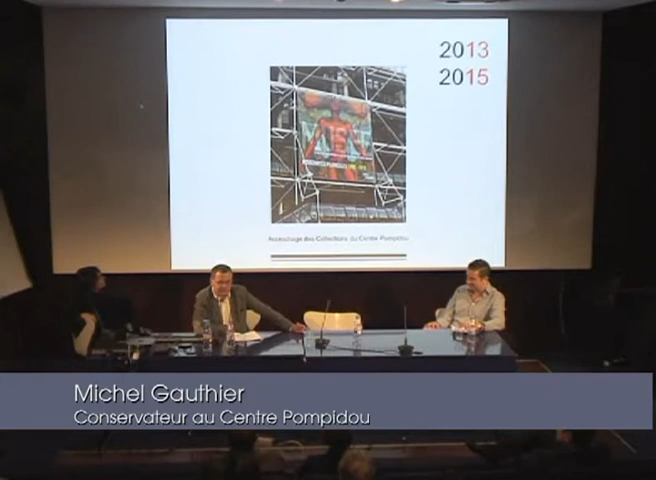 2013
2015
Accrochage des Collections du Centre Pompidou
Michel Gauthier
Conservateur au Centre Pompidou